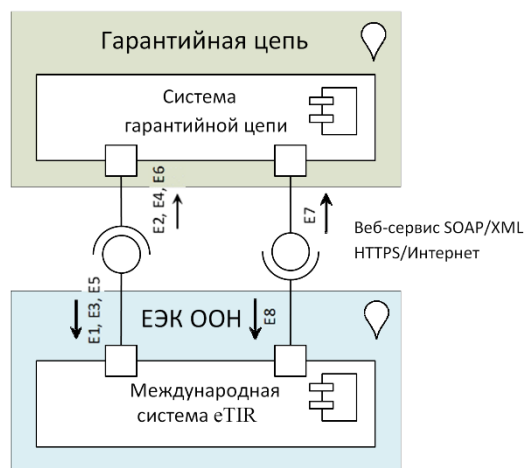 Гарантийная цепь
Система
гарантийной цепи
E2, E4, E6
E7
Веб-сервис SOAP/XML
HTTPS/Интернет
E1, E3, E5
ЕЭК ООН
E8
Международная
система eTIR